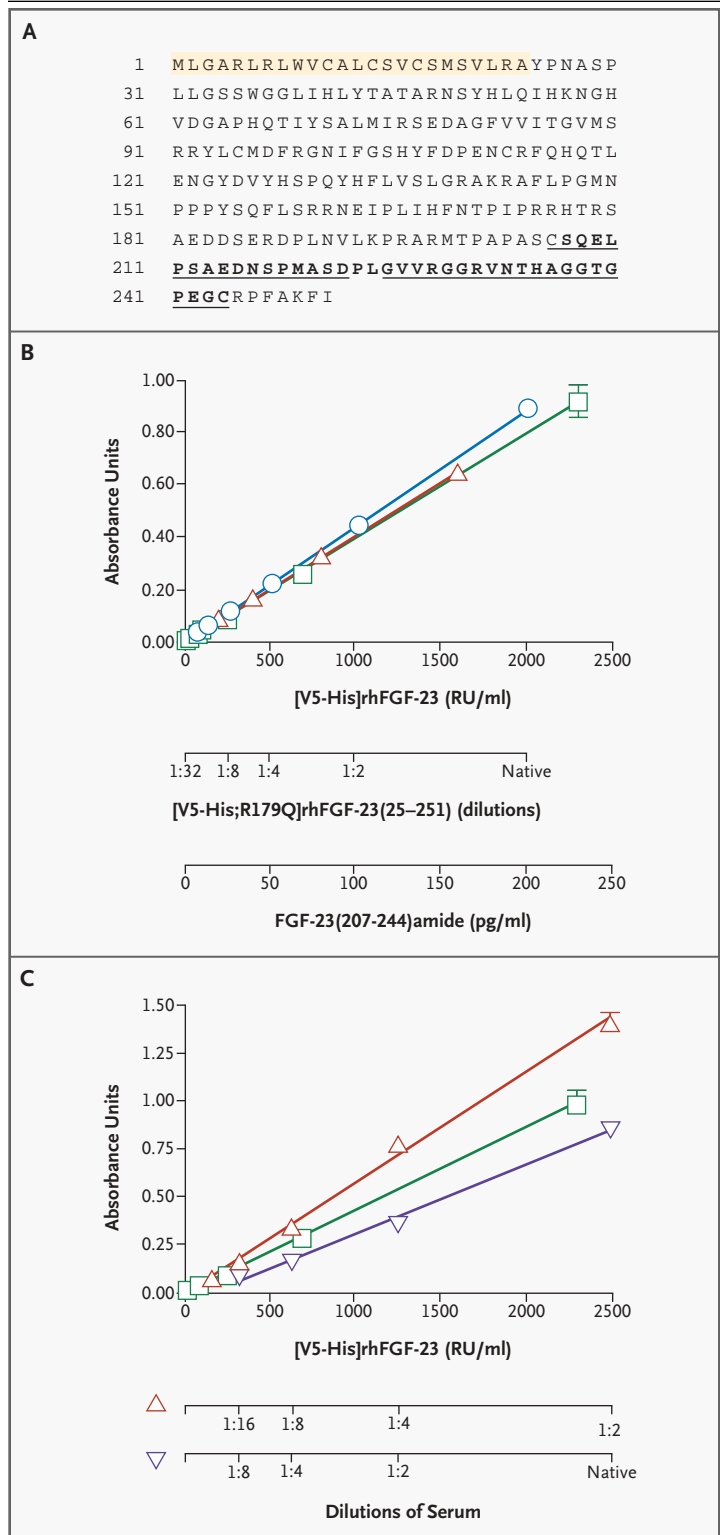 A
1 MLGARLRLWVCALCSVCSMSVLRAYPNASP
31 LLGSSWGGLIHLYTATARNSYHLQIHKNGH
61 VDGAPHQTIYSALMIRSEDAGFVVITGVMS
91 RRYLCMDFRGNIFGSHYFDPENCRFQHQTL
121 ENGYDVYHSPQYHFLVSLGRAKRAFLPGMN
151 PPPYSQFLSRRNEIPLIHFNTPIPRRHTRS
181 AEDDSERDPLNVLKPRARMTPAPASCSQEL
211 PSAEDNSPMASDPLGVVRGGRVNTHAGGTG
241 PEGCRPFAKFI
B
1.00
0.80
0.60
0.40
0.20
0.00
Absorbance Units
0 500 1000 1500 2000 2500
[V5-His]rhFGF-23 (RU/ml)
1:32 1:8 1:4 1:2 Native
[V5-His;R179Q]rhFGF-23(25–251) (dilutions)
0 50 100 150 200 250
FGF-23(207-244)amide (pg/ml)
C
1.50
1.25
1.00
0.75
0.50
0.25
0.00
Absorbance Units
0 500 1000 1500 2000 2500
[V5-His]rhFGF-23 (RU/ml)
1:16 1:8 1:4 1:2
1:8 1:4 1:2 Native
Dilutions of Serum